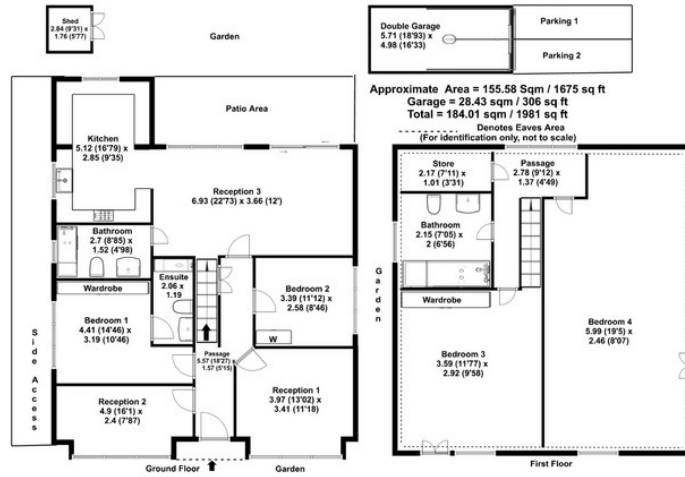 Shed
2.84 (9'31) x
1.76 (5'77)
Garden
Double Garage
5.71 (18'93) x
4.98 (16'33)
Parking 1
Parking 2
Approximate Area = 155.58 Sqm / 1675 sq ft
Garage = 28.43 sqm / 306 sq ft
Total = 184.01 sqm / 1981 sq ft
Denotes Eaves Area
(For identification only, not to scale)
Patio Area
Kitchen
5.12 (16'79) x
2.85 (9'35)
Reception 3
6.93 (22'73) x 3.66 (12')
Bathroom
2.7 (8'85) x
1.52 (4'98)
Ensuite
2.06 x
1.19
Wardrobe
Bedroom 1
4.41 (14'46) x
3.19 (10'46)
Bedroom 2
3.39 (11'12) x
2.58 (8'46)
W
Passage
5.57 (18'27) x
1.57 (5'15)
Reception 1
3.97 (13'02) x
3.41 (11'18)
Reception 2
4.9 (16'1) x
2.4 (7'87)
Side Access
Ground Floor
Garden
Store
2.17 (7'11) x
1.01 (3'31)
Passage
2.78 (9'12) x
1.37 (4'49)
Bathroom
2.15 (7'05) x
2 (6'56)
Garden
Wardrobe
Bedroom 3
3.59 (11'77) x
2.92 (9'58)
Bedroom 4
5.99 (19'5) x
2.46 (8'07)
First Floor